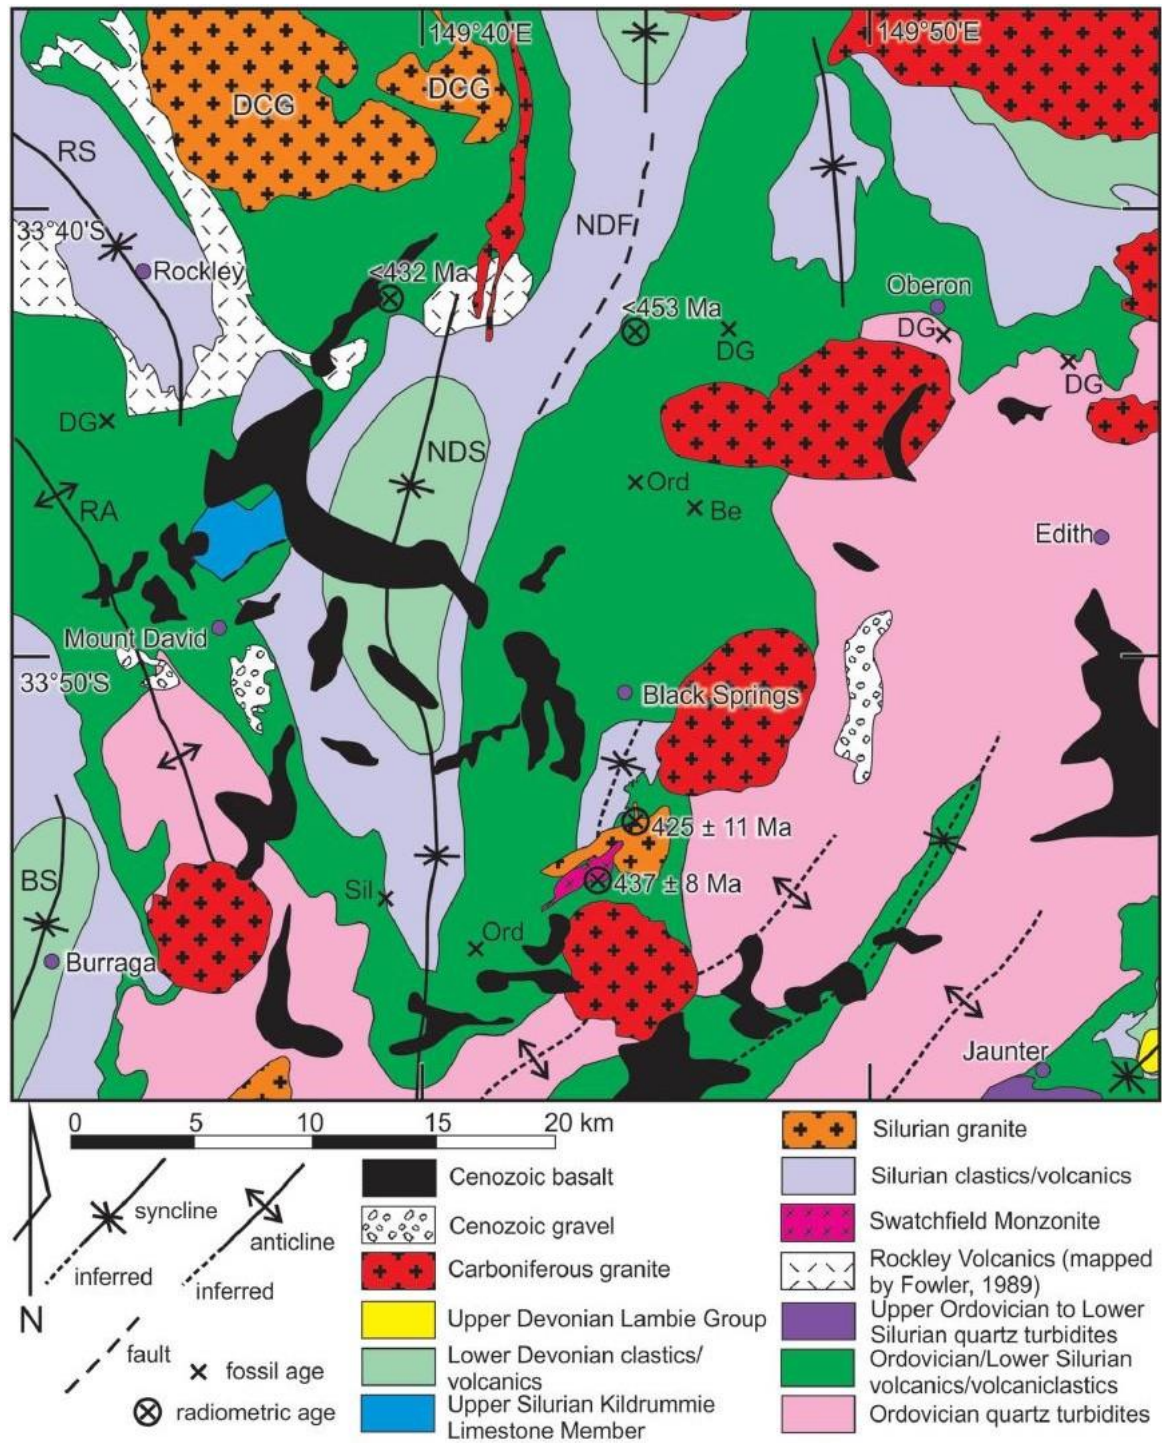 149°40'E
149°50'E
DCG
DCG
RS
33°40'S
NDF
Rockley
<432 Ma
Oberon
<453 Ma
DG
DG
DG
DG
NDS
Ord
RA
Be
Edith
Mount David
33°50'S
Black Springs
425 ± 11 Ma
BS
437 ± 8 Ma
Sil
Ord
Burraga
Jaunter
0 5 10 15 20 km
syncline
anticline
inferred
inferred
N
fault
fossil age
radiometric age
Cenozoic basalt
Cenozoic gravel
Carboniferous granite
Upper Devonian Lambie Group
Lower Devonian clastics/
volcanics
Upper Silurian Kildrummie
Limestone Member
Silurian granite
Silurian clastics/volcanics
Swatchfield Monzonite
Rockley Volcanics (mapped
by Fowler, 1989)
Upper Ordovician to Lower
Silurian quartz turbidites
Ordovician/Lower Silurian
volcanics/volcaniclastics
Ordovician quartz turbidites